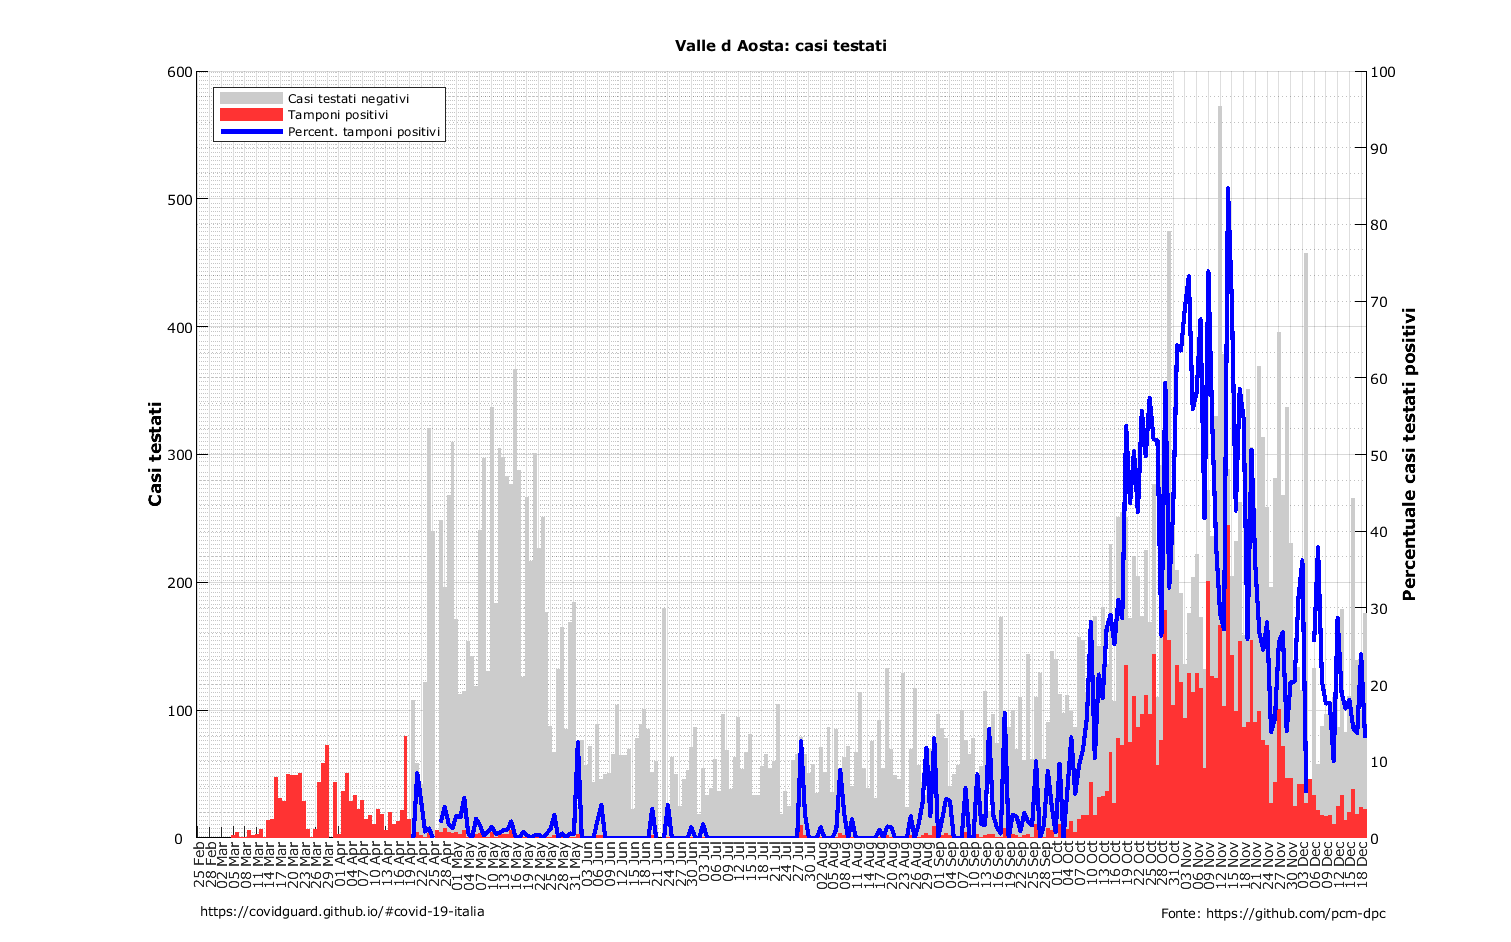 Valle d Aosta: casi testati
Casi testati negativi
Tamponi positivi
Percent. tamponi positivi
Casi testati
600
500
400
300
200
100
0
100
90
80
70
60
50
40
30
20
10
0
Percentuale casi testati positivi
25 Feb
28 Feb
02 Mar
05 Mar
08 Mar
11 Mar
14 Mar
17 Mar
20 Mar
23 Mar
26 Mar
29 Mar
01 Apr
04 Apr
07 Apr
10 Apr
13 Apr
16 Apr
19 Apr
22 Apr
25 Apr
28 Apr
01 May
04 May
07 May
10 May
13 May
16 May
19 May
22 May
25 May
28 May
31 May
03 Jun
06 Jun
09 Jun
12 Jun
15 Jun
18 Jun
21 Jun
24 Jun
27 Jun
30 Jun
03 Jul
06 Jul
09 Jul
12 Jul
15 Jul
18 Jul
21 Jul
24 Jul
27 Jul
30 Jul
02 Aug
05 Aug
08 Aug
11 Aug
14 Aug
17 Aug
20 Aug
23 Aug
26 Aug
29 Aug
01 Sep
04 Sep
07 Sep
10 Sep
13 Sep
16 Sep
19 Sep
22 Sep
25 Sep
28 Sep
01 Oct
04 Oct
07 Oct
10 Oct
13 Oct
16 Oct
19 Oct
22 Oct
25 Oct
28 Oct
31 Oct
03 Nov
06 Nov
09 Nov
12 Nov
15 Nov
18 Nov
21 Nov
24 Nov
27 Nov
30 Nov
03 Dec
06 Dec
09 Dec
12 Dec
15 Dec
18 Dec
https://covidguard.github.io/#covid-19-italia
Fonte: https://github.com/pcm-dpc